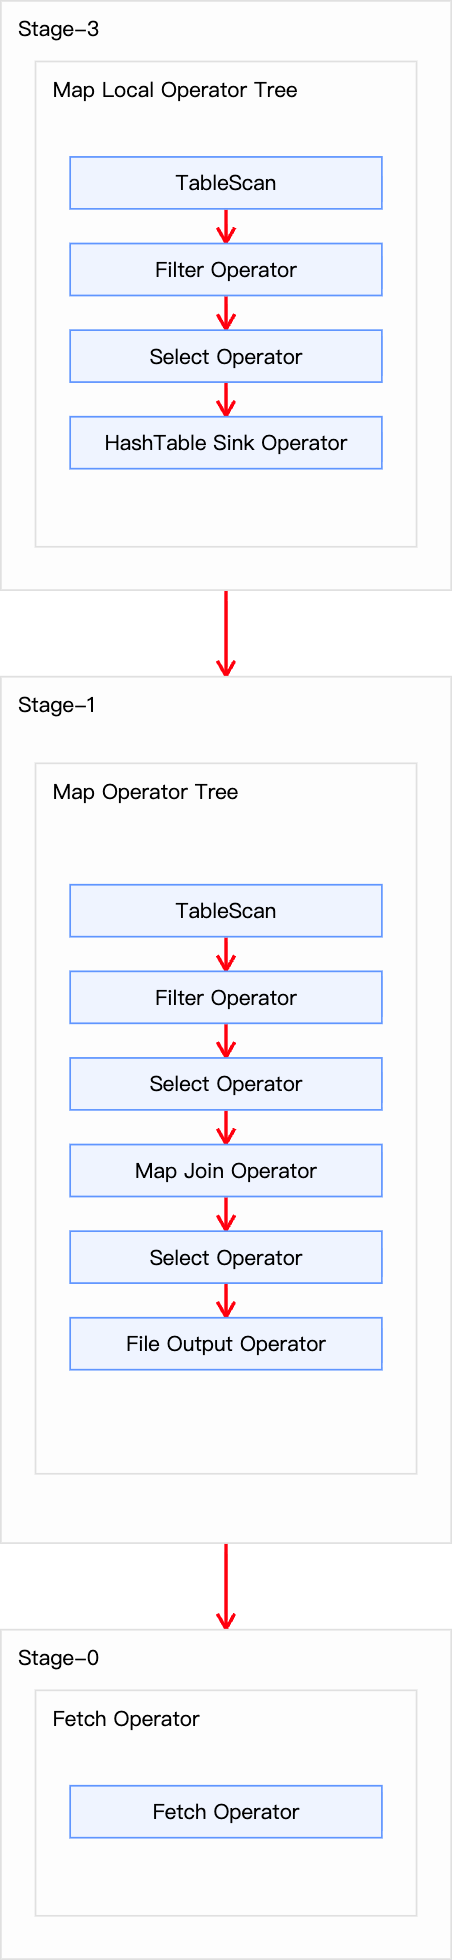 Stage-3
Map Local Operator Tree
TableScan
Filter Operator
Select Operator
HashTable Sink Operator
Stage-1
Map Operator Tree
TableScan
Filter Operator
Select Operator
Map Join Operator
Select Operator
File Output Operator
Stage-0
Fetch Operator
Fetch Operator